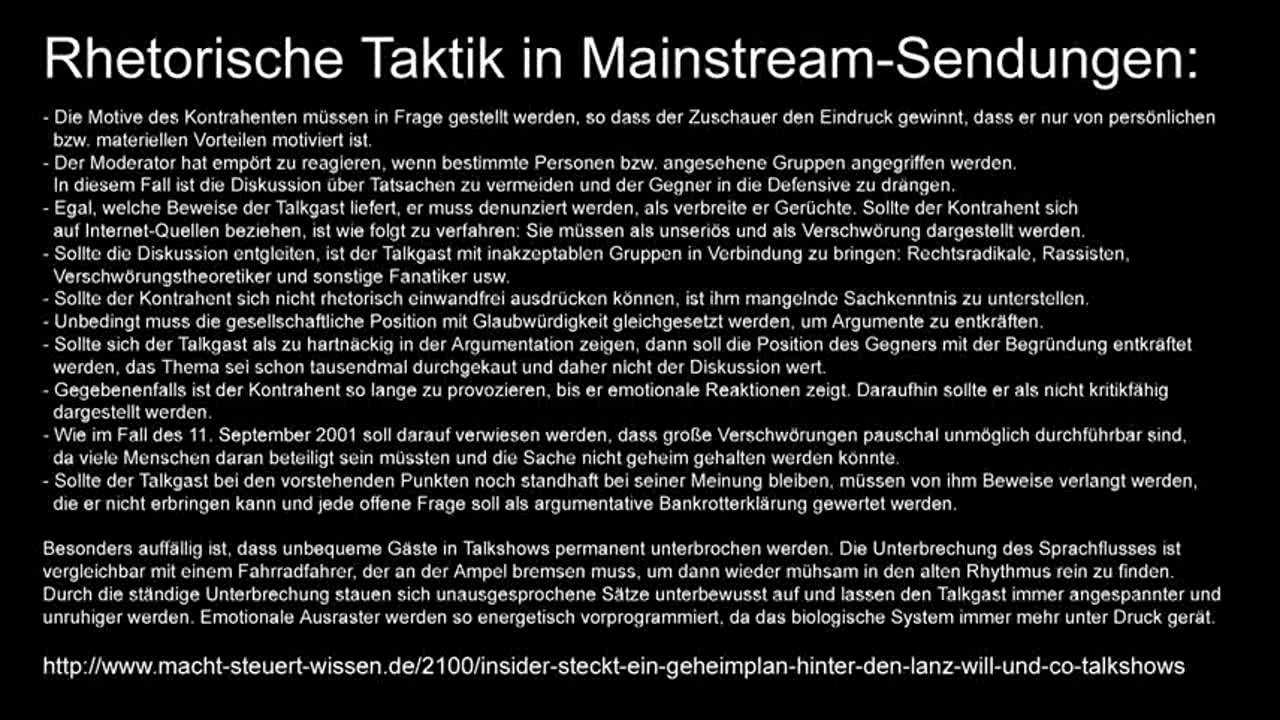 Rhetorische Taktik in Mainstream-Sendungen:
- Die Motive des Kontrahenten müssen in Frage gestellt werden, so dass der Zuschauer den Eindruck gewinnt, dass er nur von persönlichen
bzw. materiellen Vorteilen motiviert ist.
- Der Moderator hat empört zu reagieren, wenn bestimmte Personen bzw. angesehene Gruppen angegriffen werden.
In diesem Fall ist die Diskussion über Tatsachen zu vermeiden und der Gegner in die Defensive zu drängen.
- Egal, welche Beweise der Talkgast liefert, er muss denunziert werden, als verbreite er Gerüchte. Sollte der Kontrahent sich
auf Internet-Quellen beziehen, ist wie folgt zu verfahren: Sie müssen als unseriös und als Verschwörung dargestellt werden.
- Sollte die Diskussion entgleiten, ist der Talkgast mit inakzeptablen Gruppen in Verbindung zu bringen: Rechtsradikale, Rassisten,
Verschwörungstheoretiker und sonstige Fanatiker usw.
- Sollte der Kontrahent sich nicht rhetorisch einwandfrei ausdrücken können, ist ihm mangelnde Sachkenntnis zu unterstellen.
- Unbedingt muss die gesellschaftliche Position mit Glaubwürdigkeit gleichgesetzt werden, um Argumente zu entkräften.
- Sollte sich der Talkgast als zu hartnäckig in der Argumentation zeigen, dann soll die Position des Gegners mit der Begründung entkräftet
werden, das Thema sei schon tausendmal durchgekaut und daher nicht der Diskussion wert.
- Gegebenenfalls ist der Kontrahent so lange zu provozieren, bis er emotionale Reaktionen zeigt. Daraufhin sollte er als nicht kritikfähig
dargestellt werden.
- Wie im Fall des 11. September 2001 soll darauf verwiesen werden, dass große Verschwörungen pauschal unmöglich durchführbar sind,
da viele Menschen daran beteiligt sein müssten und die Sache nicht geheim gehalten werden könnte.
- Sollte der Talkgast bei den vorstehenden Punkten noch standhaft bei seiner Meinung bleiben, müssen von ihm Beweise verlangt werden,
die er nicht erbringen kann und jede offene Frage soll als argumentative Bankrotterklärung gewertet werden.
Besonders auffällig ist, dass unbequeme Gäste in Talkshows permanent unterbrochen werden. Die Unterbrechung des Sprachflusses ist
vergleichbar mit einem Fahrradfahrer, der an der Ampel bremsen muss, um dann wieder mühsam in den alten Rhythmus rein zu finden.
Durch die ständige Unterbrechung stauen sich unausgesprochene Sätze unterbewusst auf und lassen den Talkgast immer angespannter und
unruhiger werden. Emotionale Ausraster werden so energetisch vorprogrammiert, da das biologische System immer mehr unter Druck gerät.
http://www.macht-steuert-wissen.de/2100/insider-steckt-ein-geheimplan-hinter-den-lanz-will-und-co-talkshows